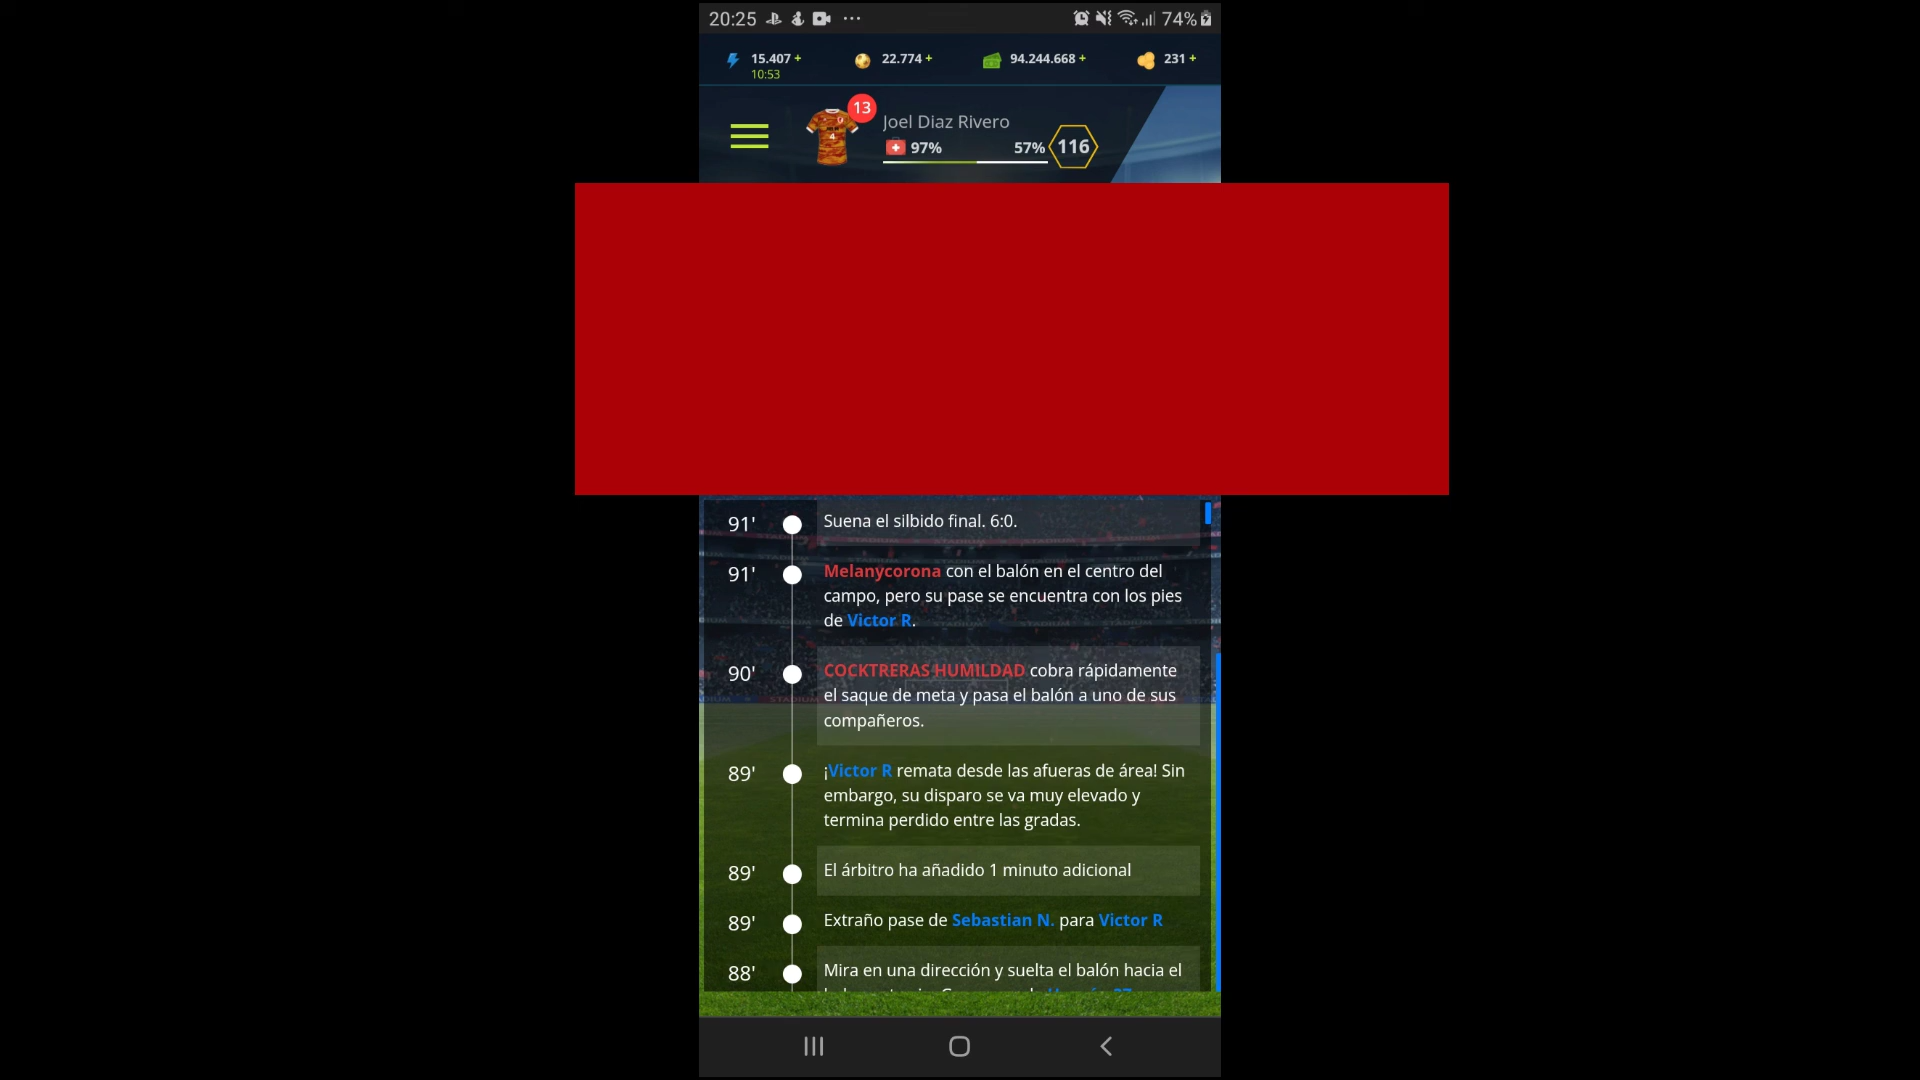 20:25 74%
15.407 + 22.774 + 94.244.668 + 231 +
10:53
13
Joel Diaz Rivero
4
97% 57% 116
91' Suena el silbido final. 6:0.
91' Melanycorona con el balón en el centro del
campo, pero su pase se encuentra con los pies
de Victor R.
90' COCKTRERAS HUMILDAD cobra rápidamente
el saque de meta y pasa el balón a uno de sus
compañeros.
89' ¡Victor R remata desde las afueras de área! Sin
embargo, su disparo se va muy elevado y
termina perdido entre las gradas.
89' El árbitro ha añadido 1 minuto adicional
89' Extraño pase de Sebastian N. para Victor R
88' Mira en una dirección y suelta el balón hacia el